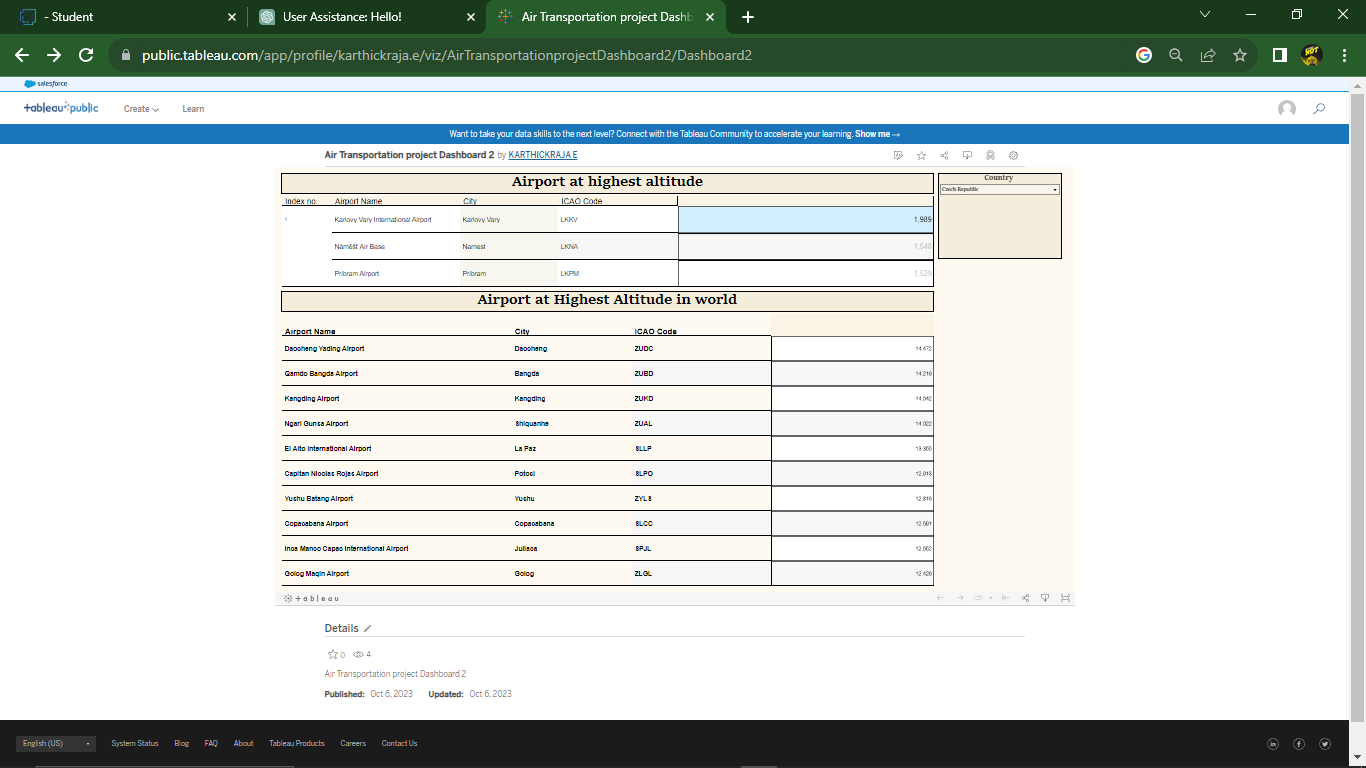 - Student
User Assistance: Hello!
Air Transportation project Dashb
public.tableau.com/app/profile/karthickraja.e/viz/AirTransportationprojectDashboard2/Dashboard2
salesforce
+ableau public Create Learn
Want to take your data skills to the next level? Connect with the Tableau Community to accelerate your learning. Show me →
Air Transportation project Dashboard 2 by KARTHICKRAJA E
Airport at highest altitude
Country
Czech Republic
Index no. Airport Name City ICAO Code
1 Karlovy Vary International Airport Karlovy Vary LKKV 1,989
Náměšť Air Base Namest LKNA 1,548
Pribram Airport Pribram LKPM 1,529
Airport at Highest Altitude in world
Airport Name City ICAO Code
Daocheng Yading Airport Daocheng ZUDC 14,472
Qamdo Bangda Airport Bangda ZUBD 14,219
Kangding Airport Kangding ZUKD 14,042
Ngari Gunsa Airport Shiquanhe ZUAL 14,022
El Alto International Airport La Paz SLLP 13,355
Capitan Nicolas Rojas Airport Potosi SLPO 12,913
Yushu Batang Airport Yushu ZYLS 12,816
Copacabana Airport Copacabana SLCC 12,591
Inca Manco Capac International Airport Juliaca SPJL 12,552
Golog Maqin Airport Golog ZLGL 12,426
+ableau
Details
0 4
Air Transportation project Dashboard 2
Published: Oct 6, 2023 Updated: Oct 6, 2023
English (US) System Status Blog FAQ About Tableau Products Careers Contact Us